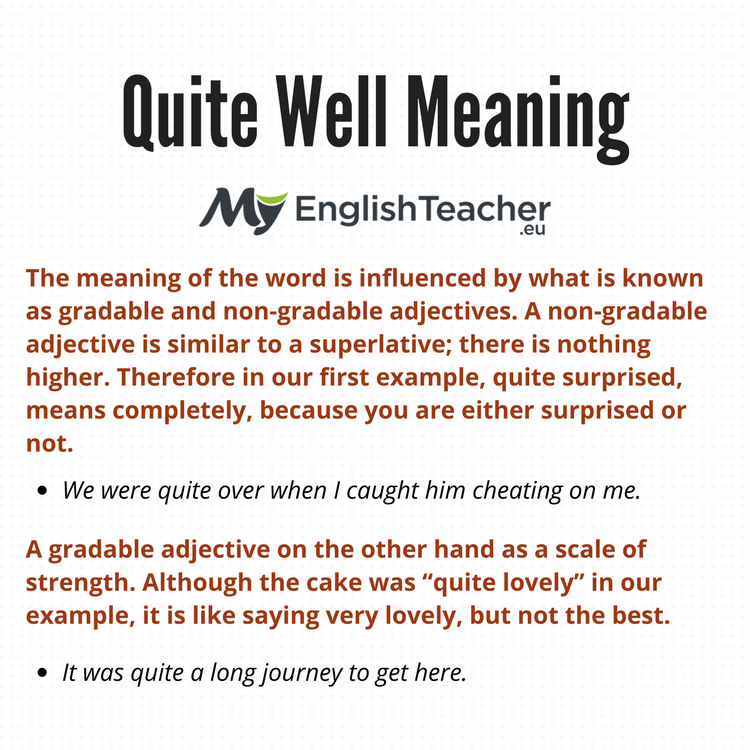 Quite Well Meaning
My EnglishTeacher
.eu
The meaning of the word is influenced by what is known
as gradable and non-gradable adjectives. A non-gradable
adjective is similar to a superlative; there is nothing
higher. Therefore in our first example, quite surprised,
means completely, because you are either surprised or
not.
• We were quite over when I caught him cheating on me.
A gradable adjective on the other hand as a scale of
strength. Although the cake was “quite lovely” in our
example, it is like saying very lovely, but not the best.
• It was quite a long journey to get here.